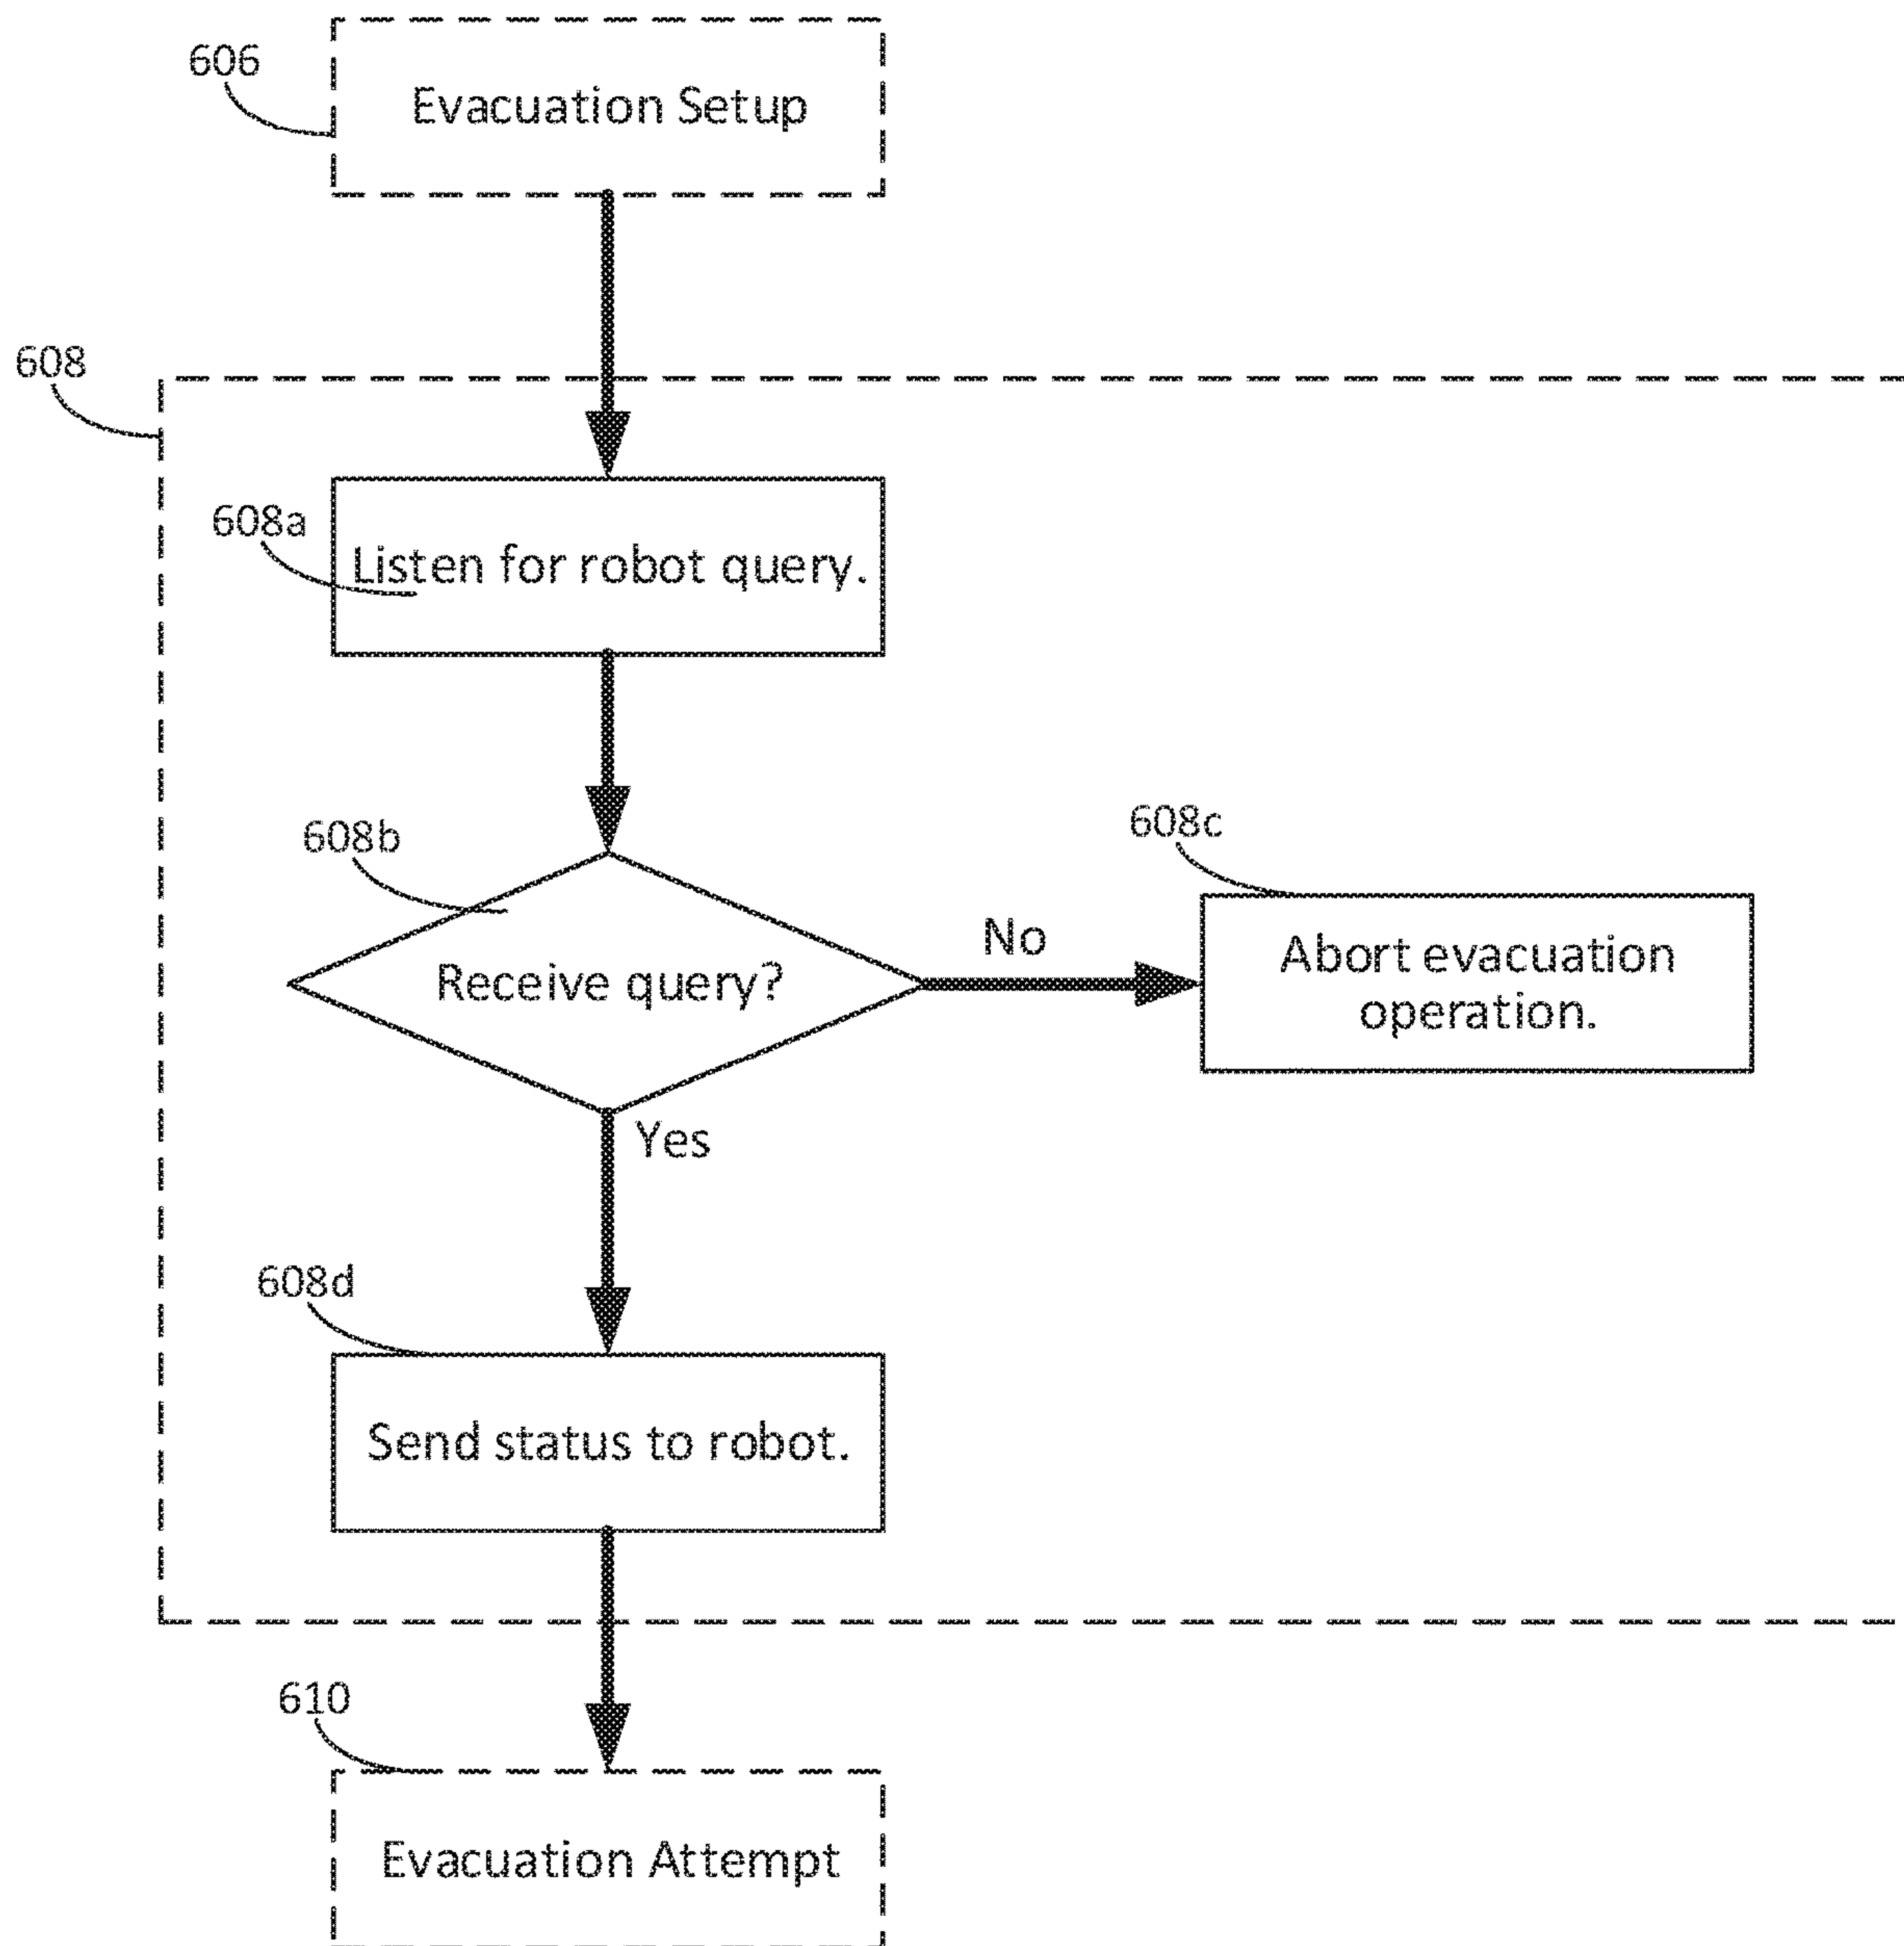 606
Evacuation Setup
608
608a
Listen for robot query.
608b
Receive query?
No
608c
Abort evacuation
operation.
Yes
608d
Send status to robot.
610
Evacuation Attempt